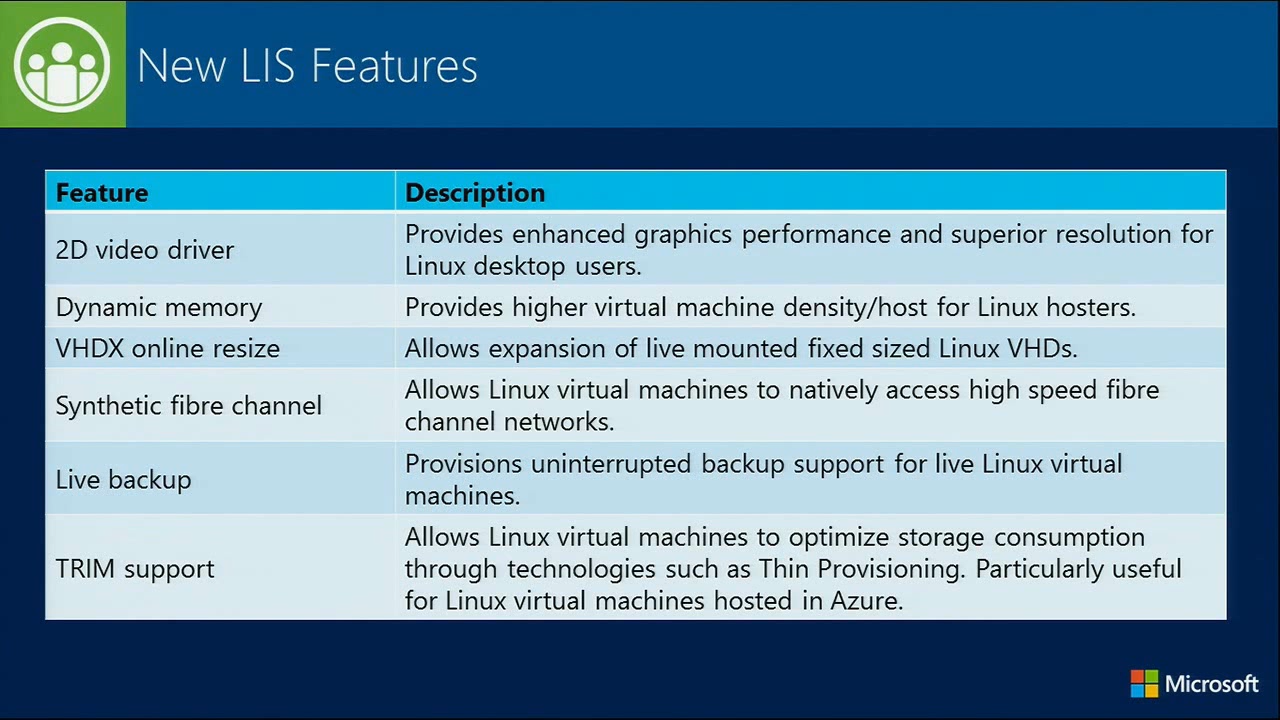 New LIS Features
Feature
Description
2D video driver
Provides enhanced graphics performance and superior resolution for
Linux desktop users.
Dynamic memory
Provides higher virtual machine density/host for Linux hosters.
VHDX online resize
Allows expansion of live mounted fixed sized Linux VHDs.
Synthetic fibre channel
Allows Linux virtual machines to natively access high speed fibre
channel networks.
Live backup
Provisions uninterrupted backup support for live Linux virtual
machines.
TRIM support
Allows Linux virtual machines to optimize storage consumption
through technologies such as Thin Provisioning. Particularly useful
for Linux virtual machines hosted in Azure.
Microsoft